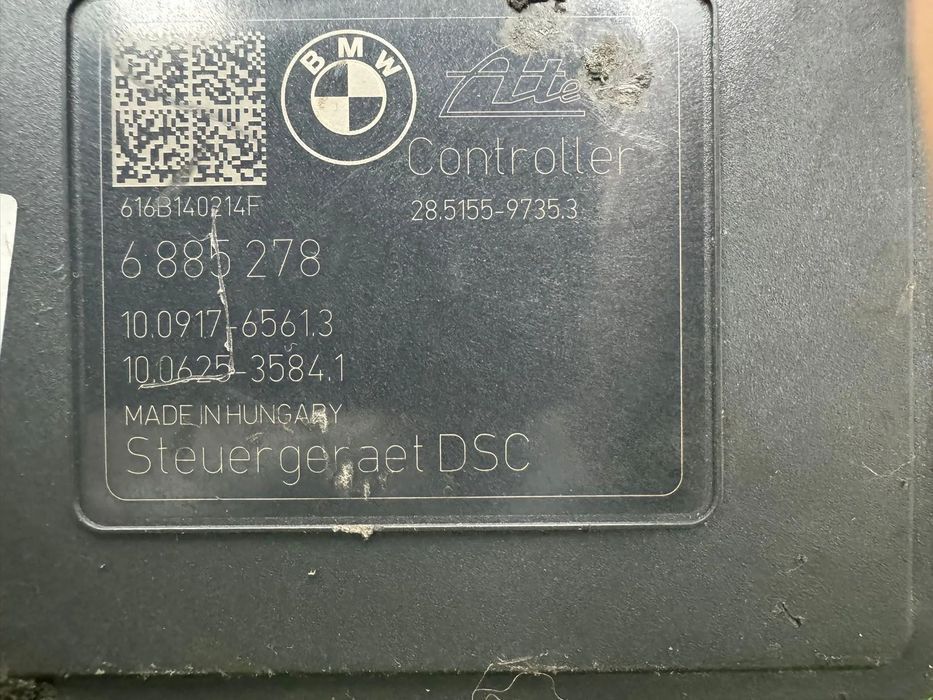 BMW
Ate
Controller
616B140214F
28.5155-9735.3
6 885 278
10.0917-6561.3
10.0625-3584.1
MADE IN HUNGARY
Steuergeraet DSC